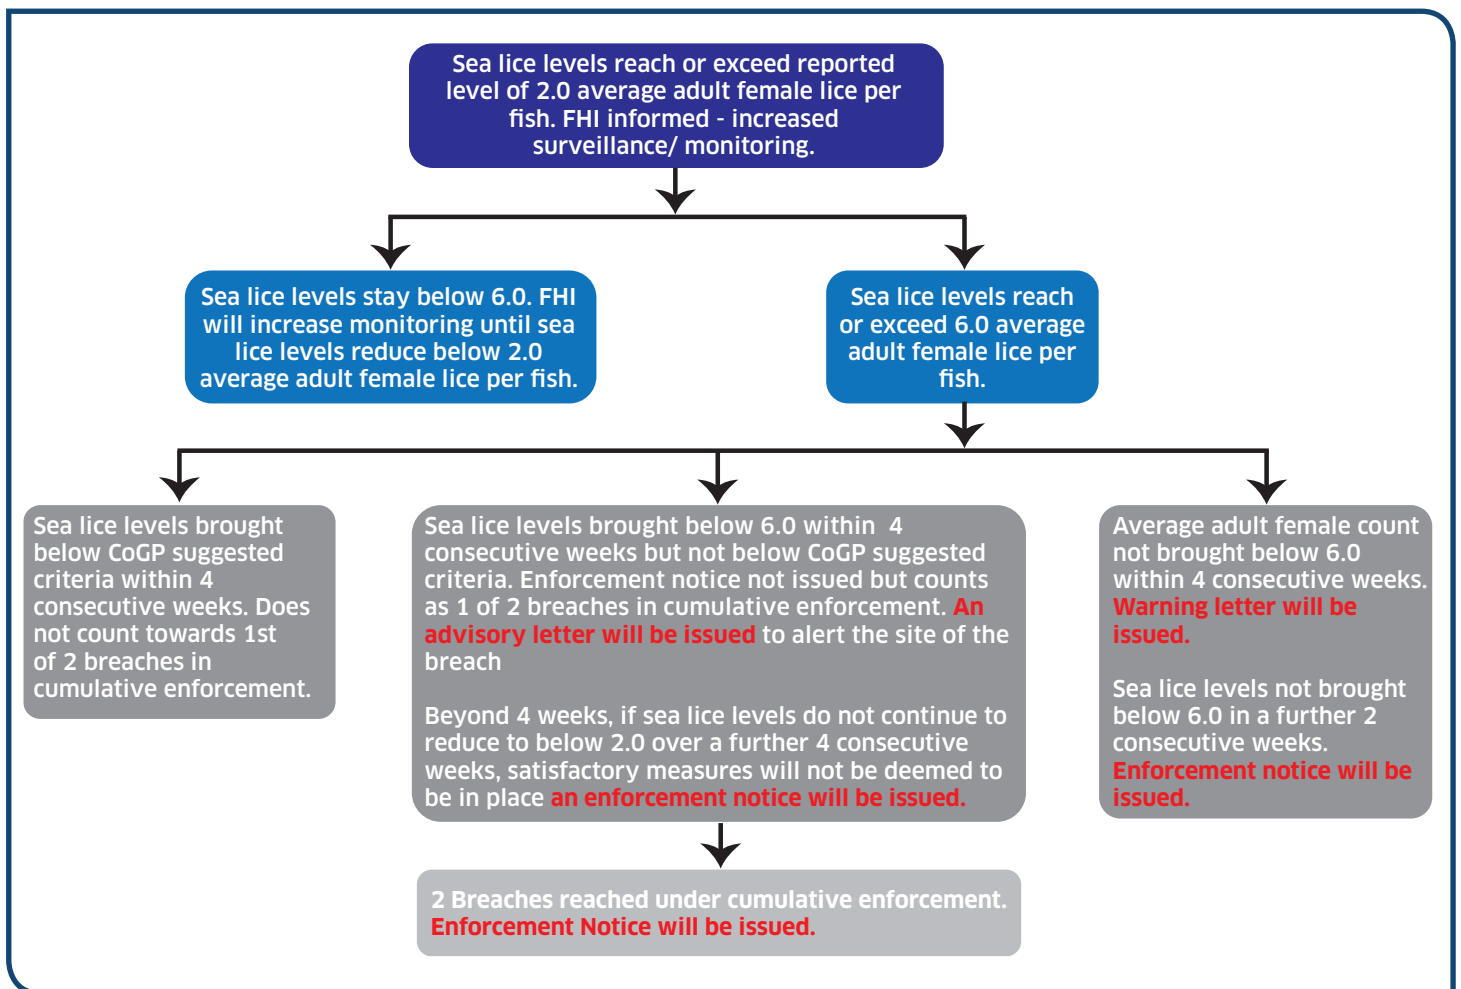 Sea lice levels reach or exceed reported
level of 2.0 average adult female lice per
fish. FHI informed - increased
surveillance/ monitoring.
Sea lice levels stay below 6.0. FHI
will increase monitoring until sea
lice levels reduce below 2.0
average adult female lice per fish.
Sea lice levels reach
or exceed 6.0 average
adult female lice per
fish.
Sea lice levels brought
below CoGP suggested
criteria within 4
consecutive weeks. Does
not count towards 1st
of 2 breaches in
cumulative enforcement.
Sea lice levels brought below 6.0 within 4
consecutive weeks but not below CoGP suggested
criteria. Enforcement notice not issued but counts
as 1 of 2 breaches in cumulative enforcement. An
advisory letter will be issued to alert the site of the
breach
Beyond 4 weeks, if sea lice levels do not continue to
reduce to below 2.0 over a further 4 consecutive
weeks, satisfactory measures will not be deemed to
be in place an enforcement notice will be issued.
Average adult female count
not brought below 6.0
within 4 consecutive weeks.
Warning letter will be
issued.
Sea lice levels not brought
below 6.0 in a further 2
consecutive weeks.
Enforcement notice will be
issued.
2 Breaches reached under cumulative enforcement.
Enforcement Notice will be issued.